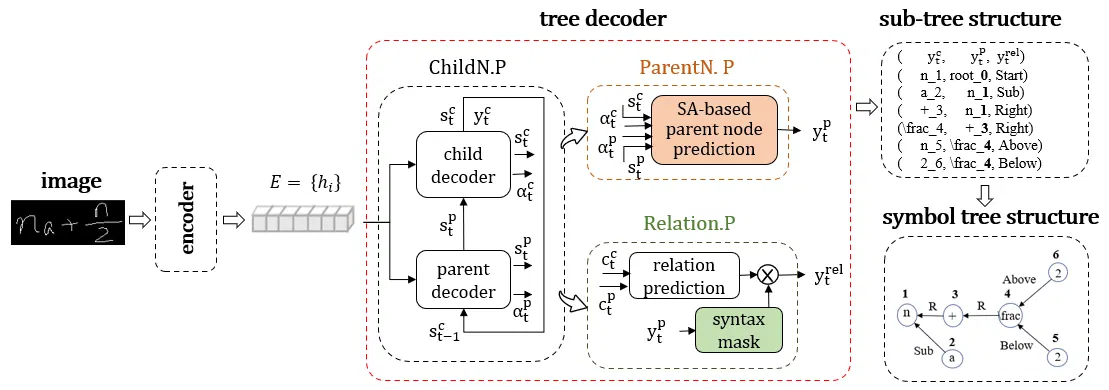 tree decoder
sub-tree structure
ChildN.P
ParentN. P
s_t^c y_t^c
s_t^c
α_t^c
child decoder
s_t^p
s_t^p
α_t^p
parent decoder
s_{t-1}^c
s_t^c
α_t^c
α_t^p
s_t^p
SA-based parent node prediction
y_t^p
Relation.P
c_t^c
c_t^p
relation prediction
y_t^{rel}
y_t^p
syntax mask
image
n_a + \frac{n}{2}
encoder
E = {h_i}
( y_t^c, y_t^p, y_t^{rel})
( n_1, root_0, Start)
( a_2, n_1, Sub)
( +_3, n_1, Right)
(\frac_4, +_3, Right)
( n_5, \frac_4, Above)
( 2_6, \frac_4, Below)
symbol tree structure
6
2
Above
1
n
R
3
+
R
4
frac
Sub
2
a
Below
5
2